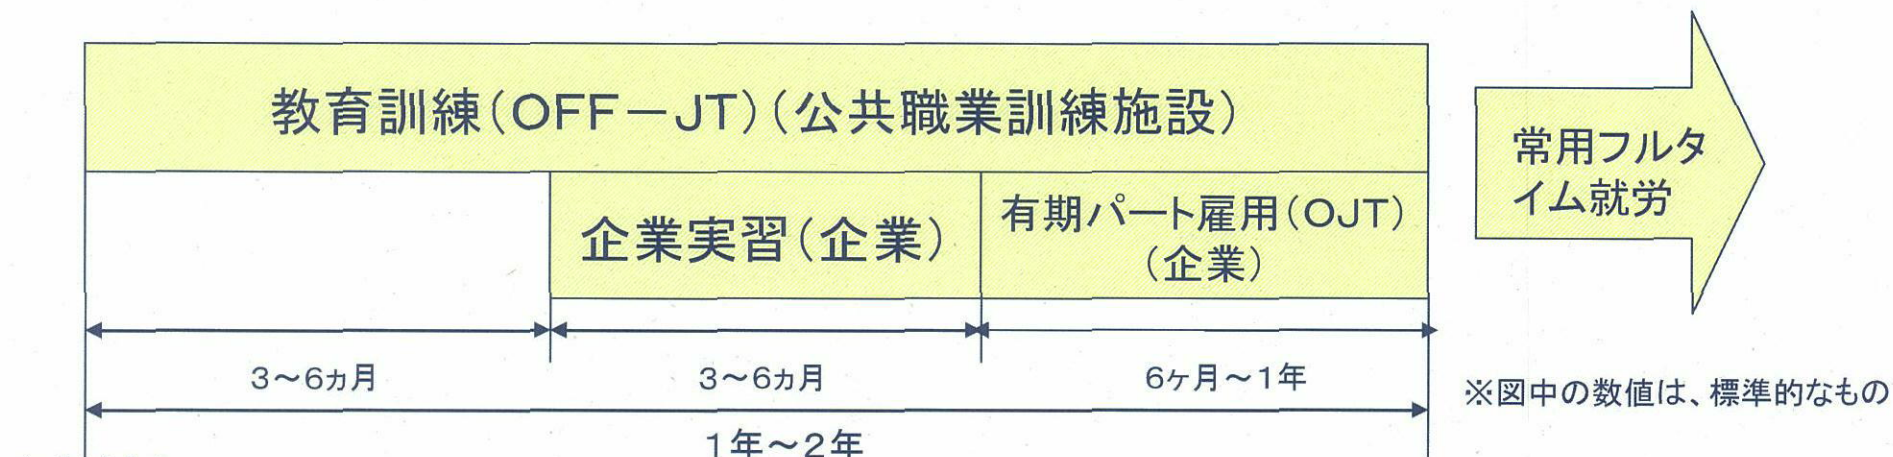 教育訓練(OFF－JT)(公共職業訓練施設)
常用フルタ
イム就労
企業実習(企業)
有期パート雇用(OJT)
(企業)
3～6ヵ月
3～6ヵ月
6ヶ月～1年
※図中の数値は、標準的なもの
1年～2年